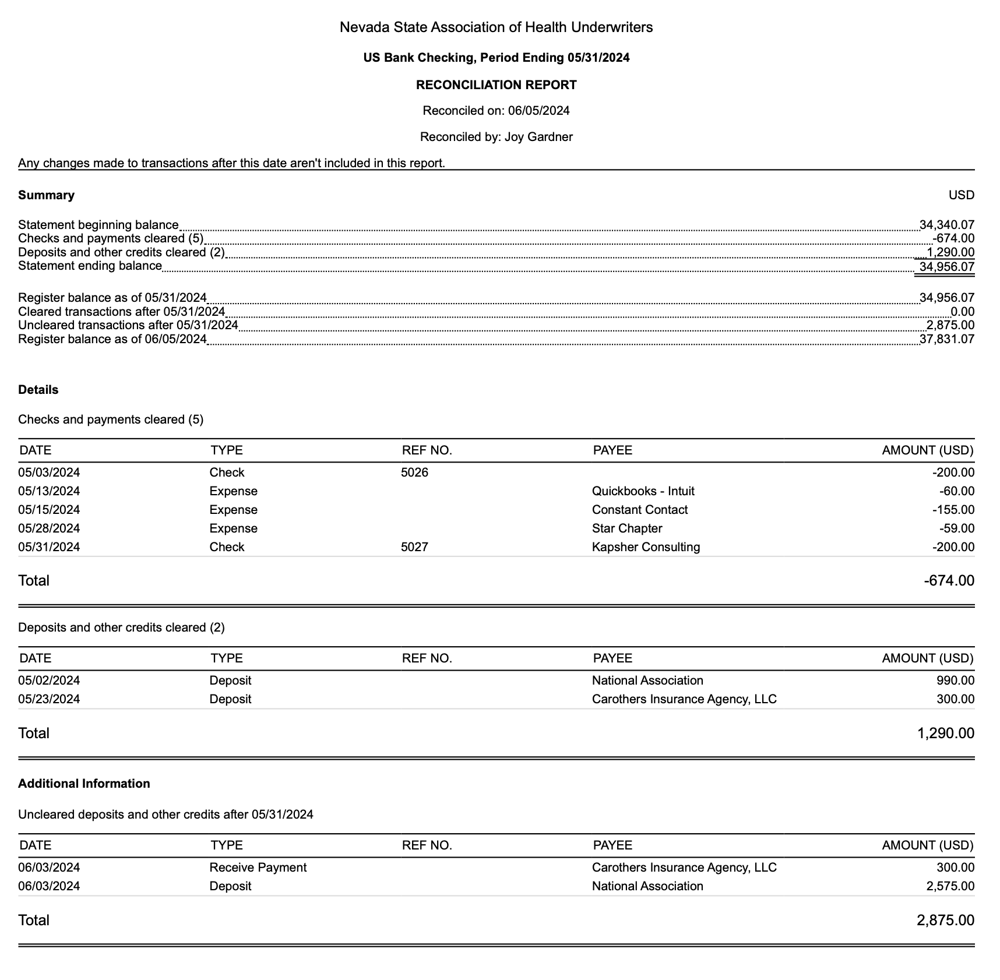 Nevada State Association of Health Underwriters
US Bank Checking, Period Ending 05/31/2024
RECONCILIATION REPORT
Reconciled on: 06/05/2024
Reconciled by: Joy Gardner
Any changes made to transactions after this date aren't included in this report.
Summary USD
Statement beginning balance 34,340.07
Checks and payments cleared (5) -674.00
Deposits and other credits cleared (2) 1,290.00
Statement ending balance 34,956.07
Register balance as of 05/31/2024 34,956.07
Cleared transactions after 05/31/2024 0.00
Uncleared transactions after 05/31/2024 2,875.00
Register balance as of 06/05/2024 37,831.07
Details
Checks and payments cleared (5)
DATE TYPE REF NO. PAYEE AMOUNT (USD)
05/03/2024 Check 5026 -200.00
05/13/2024 Expense Quickbooks - Intuit -60.00
05/15/2024 Expense Constant Contact -155.00
05/28/2024 Expense Star Chapter -59.00
05/31/2024 Check 5027 Kapsher Consulting -200.00
Total -674.00
Deposits and other credits cleared (2)
DATE TYPE REF NO. PAYEE AMOUNT (USD)
05/02/2024 Deposit National Association 990.00
05/23/2024 Deposit Carothers Insurance Agency, LLC 300.00
Total 1,290.00
Additional Information
Uncleared deposits and other credits after 05/31/2024
DATE TYPE REF NO. PAYEE AMOUNT (USD)
06/03/2024 Receive Payment Carothers Insurance Agency, LLC 300.00
06/03/2024 Deposit National Association 2,575.00
Total 2,875.00